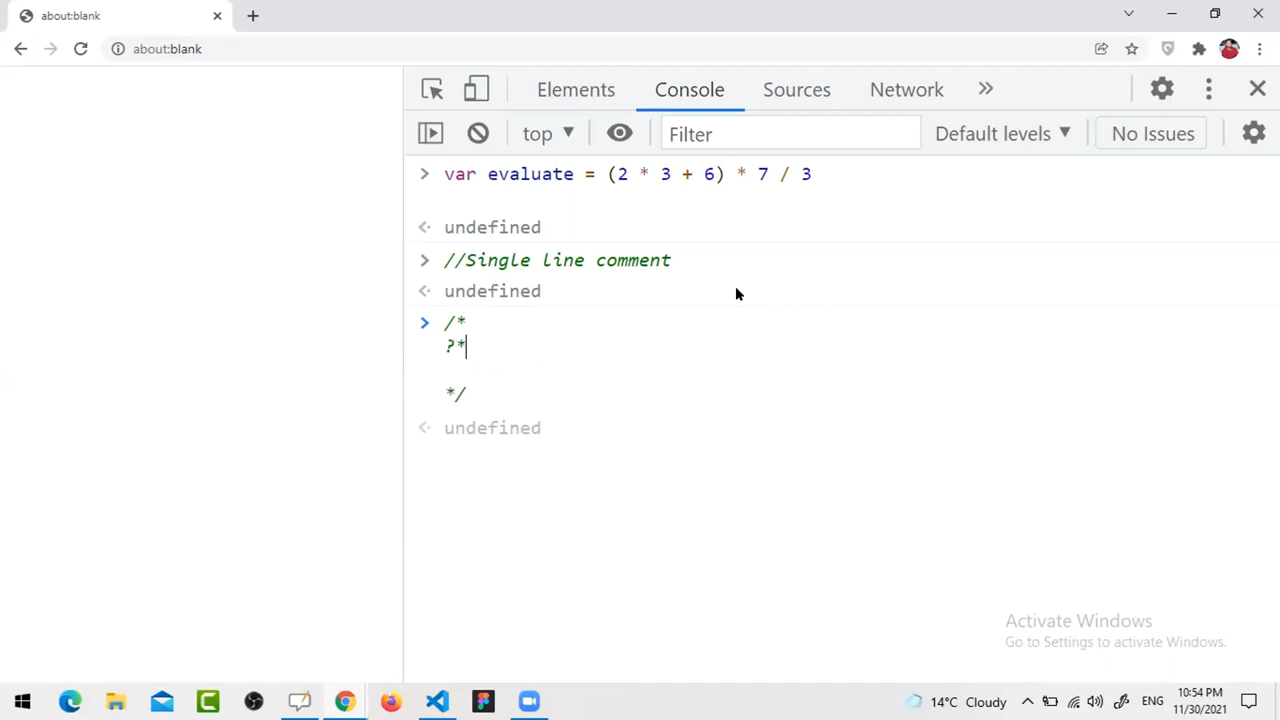 about:blank
about:blank
Elements Console Sources Network
top Filter Default levels No Issues
> var evaluate = (2 * 3 + 6) * 7 / 3
undefined
> //Single line comment
undefined
> /*
?*
*/
undefined
Activate Windows
Go to Settings to activate Windows.
14°C Cloudy ENG 10:54 PM
11/30/2021